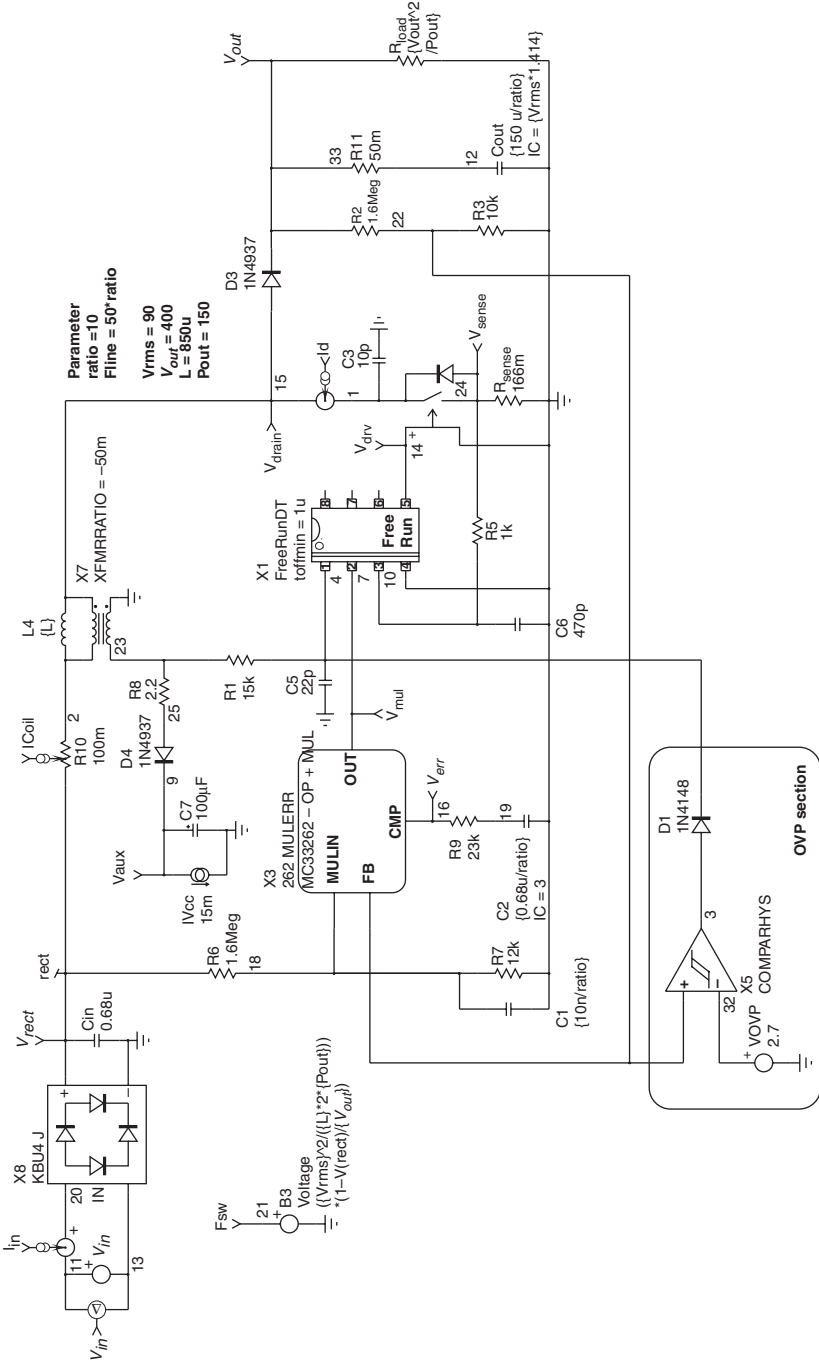 Parameter
ratio =10
Fline = 50*ratio
Vrms = 90
Vout = 400
L = 850u
Pout = 150
Vin
Vin
+
11
13
Iin
+
20
IN
X8
KBU4 J
+
−
Vrect
Cin
0.68u
rect
R6
1.6Meg
18
Vaux
IVcc
15m
C7
100µF
9
D4
1N4937
25
R8
2.2
ICoil
R10
100m
2
L4
{L}
23
X7
XFMRRATIO = −50m
R1
15k
C5
22p
4
X1
FreeRunDT
toffmin = 1u
1
2
3
4
8
7
6
5
Free
Run
7
10
Vdrain
15
Id
1
C3
10p
Vdrv
14
+
24
Vsense
Rsense
166m
R5
1k
C6
470p
D3
1N4937
Vout
33
R11
50m
R2
1.6Meg
22
R3
10k
12
Cout
{150 u/ratio}
IC = {Vrms*1.414}
Rload
{Vout^2
/Pout}
X3
262 MULERR
MC33262 − OP + MUL
MULIN
OUT
FB
CMP
Vmul
Verr
16
R9
23k
19
C2
{0.68u/ratio}
IC = 3
R7
12k
C1
{10n/ratio}
Fsw
21
+
B3
Voltage
({Vrms}^2/({L}*2*{Pout}))
*(1−V(rect)/{Vout})
VOVP
2.7
+
32
+
−
X5
COMPARHYS
3
D1
1N4148
OVP section